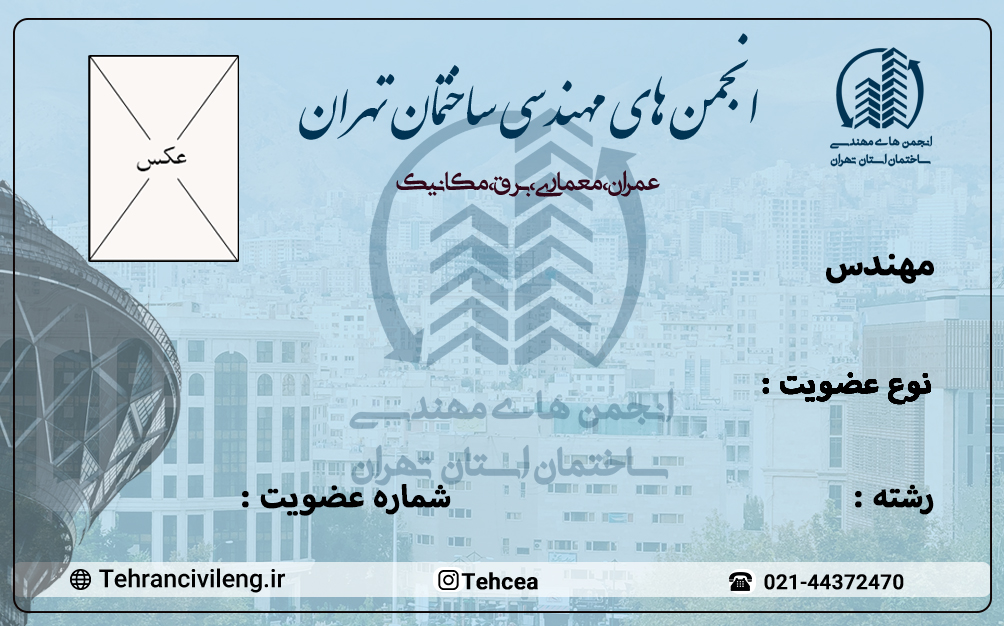 انجمن های مهندسی ساختمان تهران
انجمن های مهندسی
ساختمان استان تهران
عکس
عمران،معماری،برق،مکانیک
مهندس
نوع عضویت :
انجمن های مهندسی
ساختمان استان تهران
رشته :
شماره عضویت :
Tehrancivileng.ir
Tehcea
021-44372470